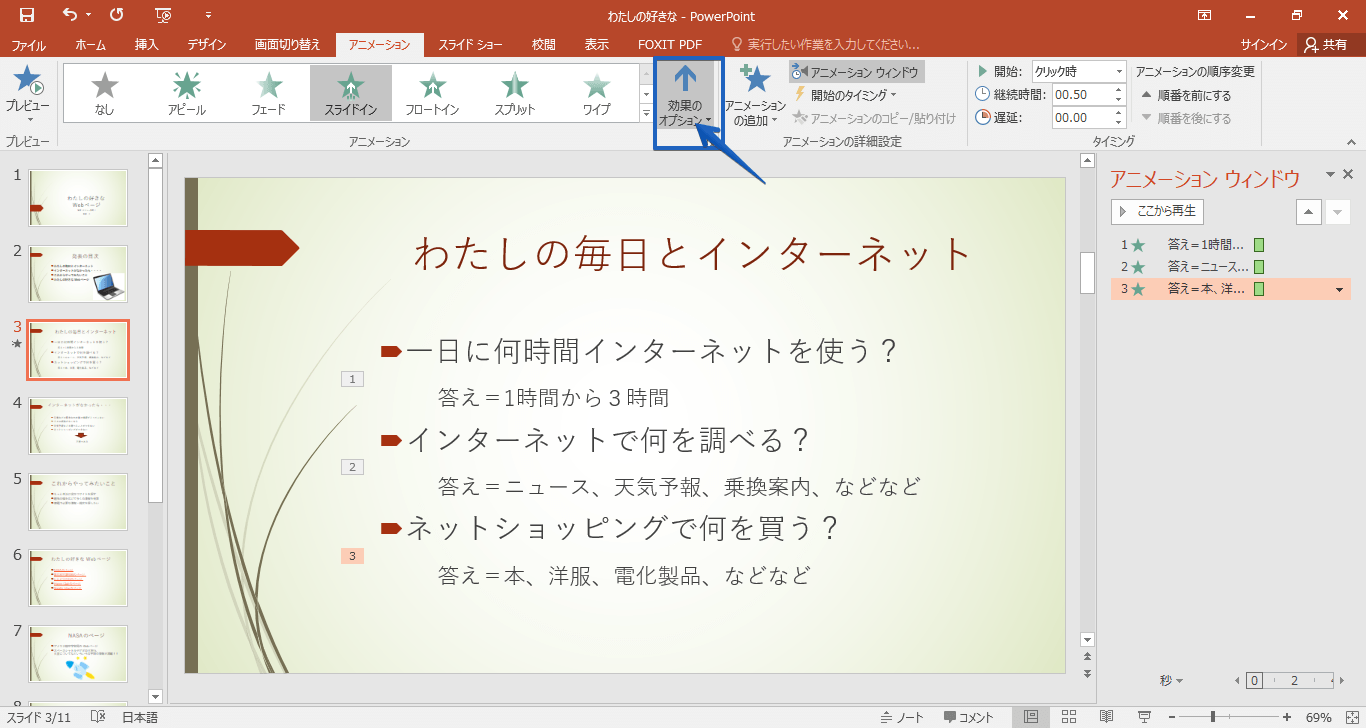 わたしの好きな - PowerPoint
ファイル ホーム 挿入 デザイン 画面切り替え アニメーション スライド ショー 校閲 表示 FOXIT PDF 実行したい作業を入力してください... サインイン 共有
プレビュー
なし アピール フェード スライドイン フロートイン スプリット ワイプ
効果の
オプション
アニメーション
の追加
アニメーション ウィンドウ
開始のタイミング
アニメーションのコピー/貼り付け
開始: クリック時
継続時間: 00.50
遅延: 00.00
アニメーションの順序変更
順番を前にする
順番を後にする
プレビュー アニメーション アニメーションの詳細設定 タイミング
1
わたしの好きな
Webページ
2
3
わたしの毎日とインターネット
4
5
これからやってみたいこと
6
わたしの好きな Webページ
7
NASAのページ
8
わたしの毎日とインターネット
一日に何時間インターネットを使う？
1
答え＝1時間から３時間
インターネットで何を調べる？
2
答え＝ニュース、天気予報、乗換案内、などなど
ネットショッピングで何を買う？
3
答え＝本、洋服、電化製品、などなど
アニメーション ウィンドウ
ここから再生
1 答え＝1時間...
2 答え＝ニュース...
3 答え＝本、洋...
秒 0 2
スライド 3/11 日本語 ノート コメント 69%